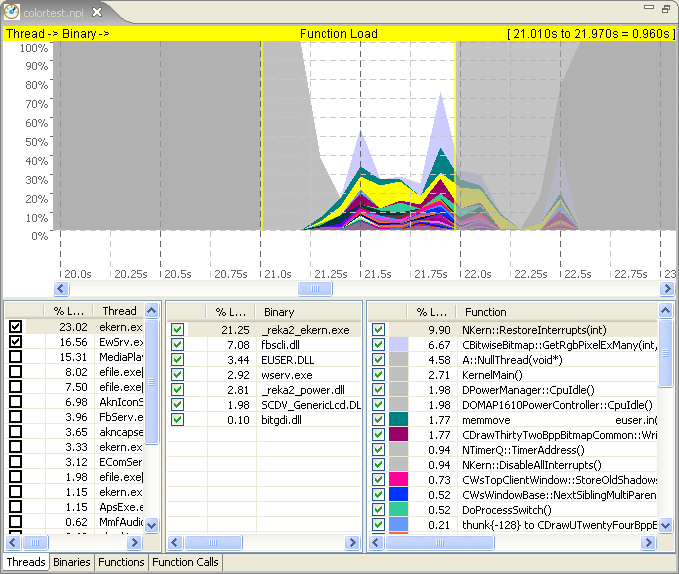 colortest.npi
Thread -> Binary -> Function Load [ 21.010s to 21.970s = 0.960s ]
100%
90%
80%
70%
60%
50%
40%
30%
20%
10%
0%
20.0s 20.25s 20.5s 20.75s 21.0s 21.25s 21.5s 21.75s 22.0s 22.25s 22.5s 22.75s 23
% L... Thread
23.02 ekern.ex
16.56 EwSrv.e
15.31 MediaPlay
8.02 efile.exe
7.50 efile.exe
6.98 AknIconS
3.96 FbServ.e
3.65 akncapse
3.33 ekern.ex
3.12 EComSer
1.98 efile.exe[
1.15 ekern.ex
1.15 ApsExe.e
0.62 MmfAudio
% L... Binary
21.25 _reka2_ekern.exe
7.08 fbscli.dll
3.44 EUSER.DLL
2.92 wserv.exe
2.81 _reka2_power.dll
1.98 SCDV_GenericLcd.DL
0.10 bitgdi.dll
% L... Function
9.90 NKern::RestoreInterrupts(int)
6.67 CBitwiseBitmap::GetRgbPixelExMany(int,
4.58 A::NullThread(void*)
2.71 KernelMain()
1.98 DPowerManager::CpuIdle()
1.98 DOMAP1610PowerController::CpuIdle()
1.77 memmove euser.in(
1.77 CDrawThirtyTwoBppBitmapCommon::Wri
0.94 NTimerQ::TimerAddress()
0.94 NKern::DisableAllInterrupts()
0.73 CWsTopClientWindow::StoreOldShadow
0.52 CWsWindowBase::NextSiblingMultiParen
0.52 DoProcessSwitch()
0.21 thunk{-128} to CDrawUTwentyFourBppB
Threads Binaries Functions Function Calls